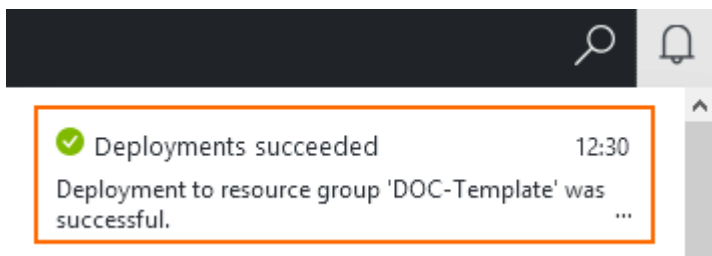 Deployments succeeded 12:30
Deployment to resource group 'DOC-Template' was
successful.
...